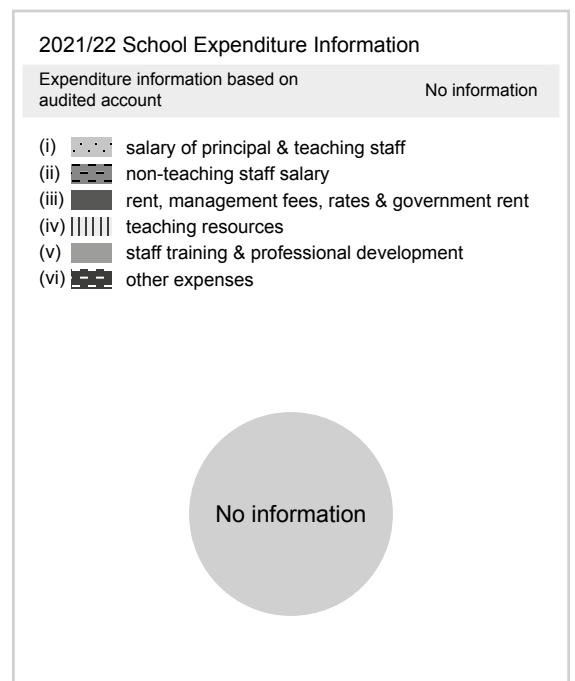 2021/22 School Expenditure Information
Expenditure information based on
audited account
No information
(i) salary of principal & teaching staff
(ii) non-teaching staff salary
(iii) rent, management fees, rates & government rent
(iv) teaching resources
(v) staff training & professional development
(vi) other expenses
No information